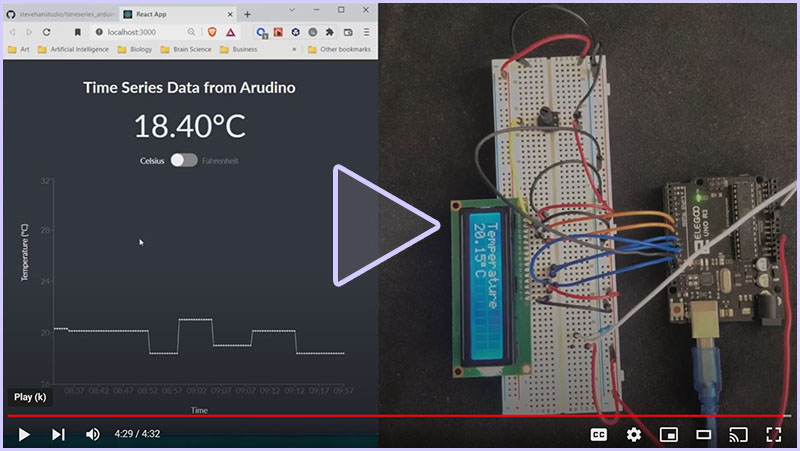 stevehanstudio/timeseries_arduin
React App
localhost:3000
Art
Artificial Intelligence
Biology
Brain Science
Business
»
Other bookmarks
Time Series Data from Arudino
18.40°C
Celsius
Fahrenheit
Temperature (°C)
32
28
24
20
16
08:37
08:42
08:47
08:52
08:57
09:02
09:07
09:12
09:17
09:17
Time
Temperature
20.15°C
ELEGOO
UNO R3
Play (k)
4:29 / 4:32
CC